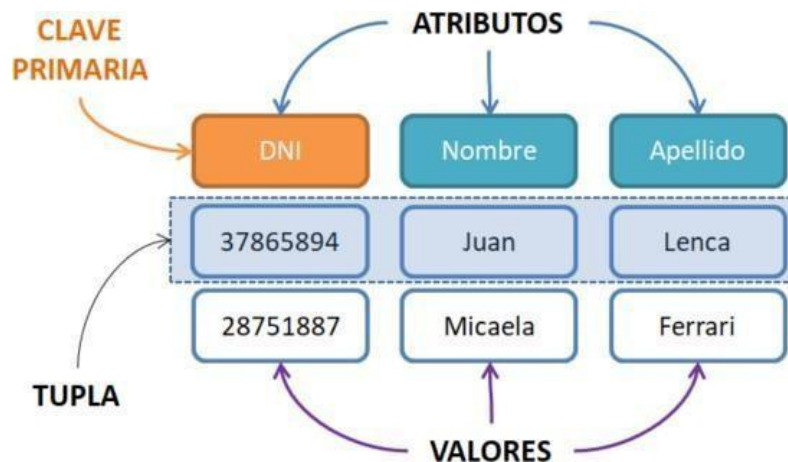 CLAVE
PRIMARIA
ATRIBUTOS
DNI Nombre Apellido
37865894 Juan Lenca
28751887 Micaela Ferrari
TUPLA
VALORES